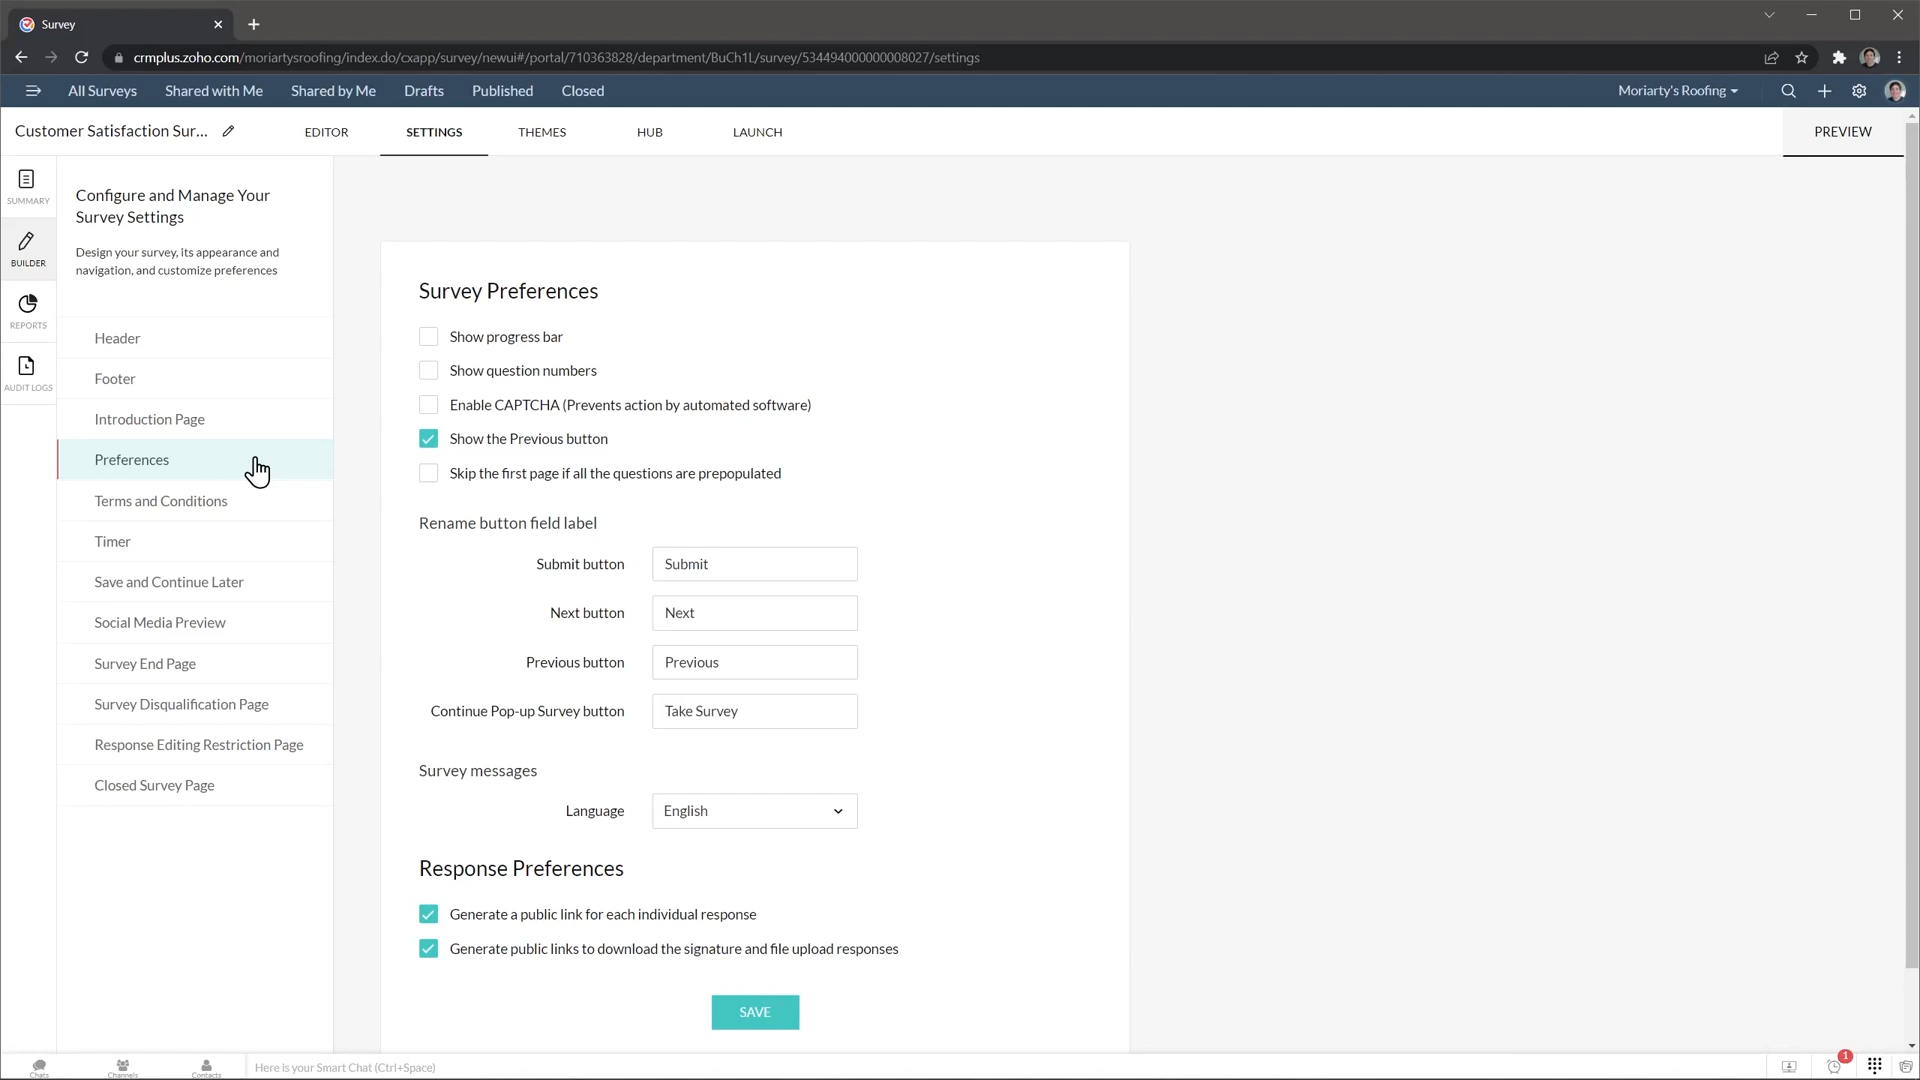 Survey
crmplus.zoho.com/moriartysroofing/index.do/cxapp/survey/newui#/portal/710363828/department/BuCh1L/survey/534494000000008027/settings
All Surveys
Shared with Me
Shared by Me
Drafts
Published
Closed
Moriarty's Roofing
Customer Satisfaction Sur...
EDITOR
SETTINGS
THEMES
HUB
LAUNCH
PREVIEW
SUMMARY
BUILDER
REPORTS
AUDIT LOGS
Configure and Manage Your
Survey Settings
Design your survey, its appearance and
navigation, and customize preferences
Header
Footer
Introduction Page
Preferences
Terms and Conditions
Timer
Save and Continue Later
Social Media Preview
Survey End Page
Survey Disqualification Page
Response Editing Restriction Page
Closed Survey Page
Survey Preferences
Show progress bar
Show question numbers
Enable CAPTCHA (Prevents action by automated software)
Show the Previous button
Skip the first page if all the questions are prepopulated
Rename button field label
Submit button
Submit
Next button
Next
Previous button
Previous
Continue Pop-up Survey button
Take Survey
Survey messages
Language
English
Response Preferences
Generate a public link for each individual response
Generate public links to download the signature and file upload responses
SAVE
Chats
Channels
Contacts
Here is your Smart Chat (Ctrl+Space)
1